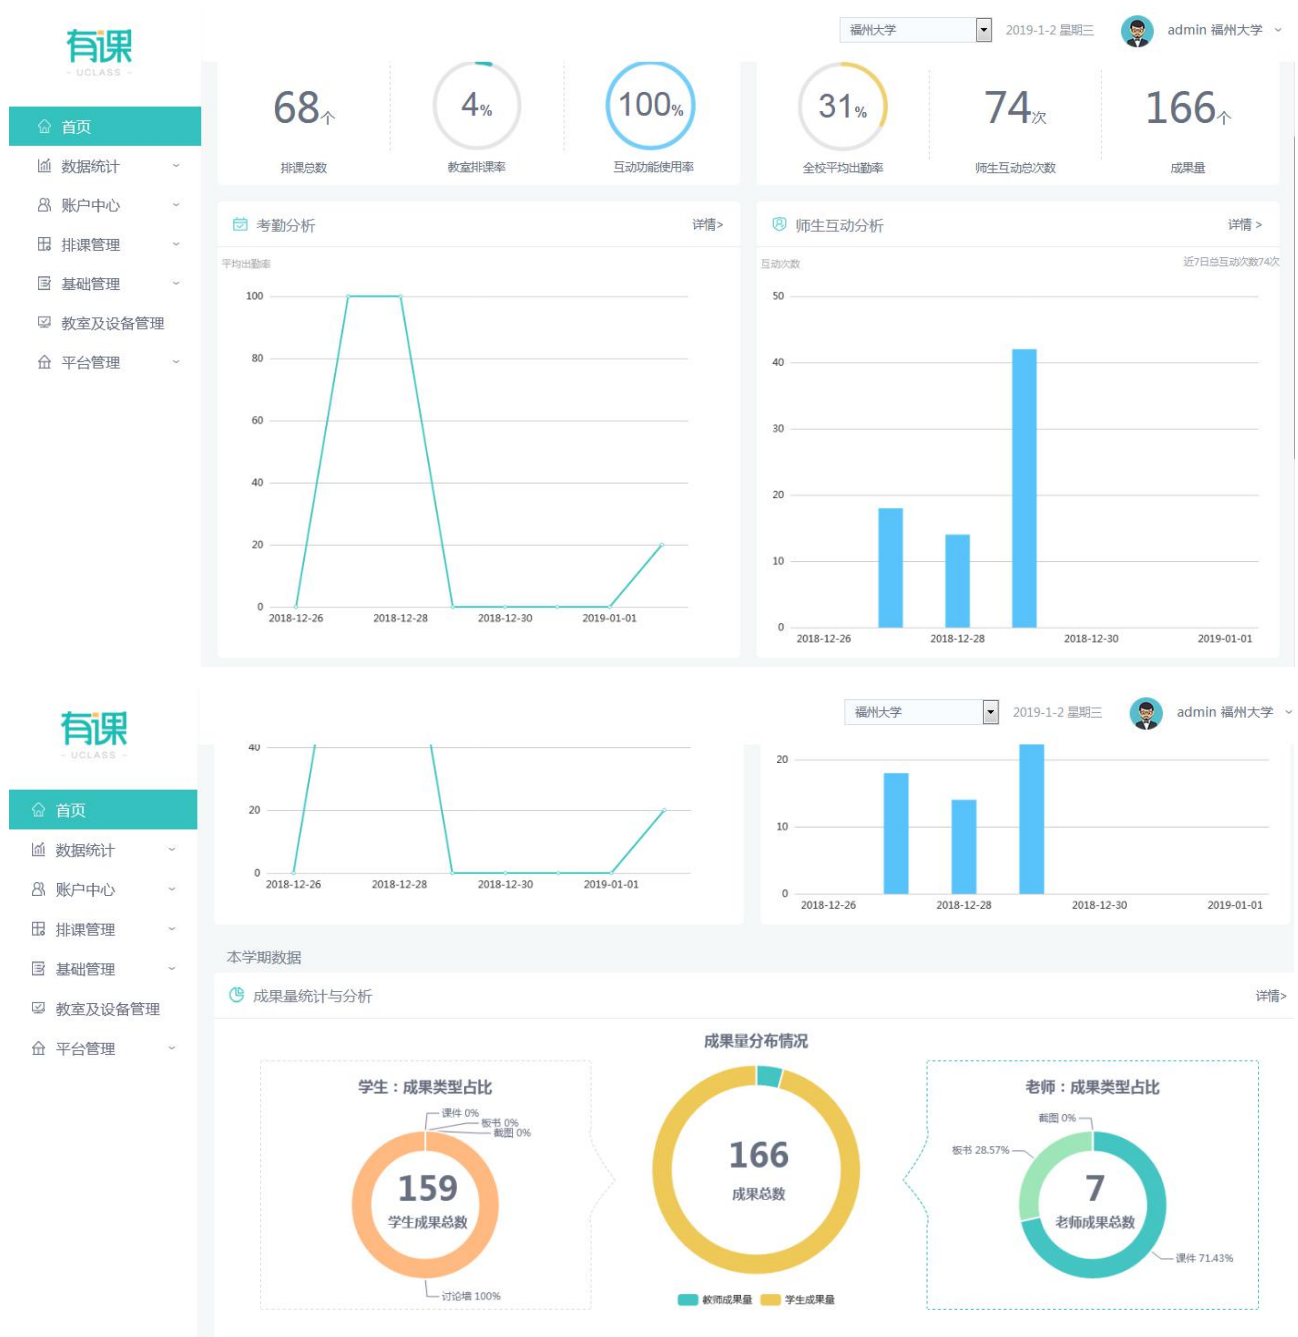 有课
- UCLASS -
福州大学
2019-1-2 星期三
admin 福州大学
首页
数据统计
账户中心
排课管理
基础管理
教室及设备管理
平台管理
68个
排课总数
4%
教室排课率
100%
互动功能使用率
31%
全校平均出勤率
74次
师生互动总次数
166个
成果量
考勤分析
详情>
平均出勤率
100
80
60
40
20
0
2018-12-26
2018-12-28
2018-12-30
2019-01-01
师生互动分析
详情 >
互动次数
近7日总互动次数74次
50
40
30
20
10
0
2018-12-26
2018-12-28
2018-12-30
2019-01-01
有课
- UCLASS -
福州大学
2019-1-2 星期三
admin 福州大学
首页
数据统计
账户中心
排课管理
基础管理
教室及设备管理
平台管理
40
20
0
2018-12-26
2018-12-28
2018-12-30
2019-01-01
20
10
0
2018-12-26
2018-12-28
2018-12-30
2019-01-01
本学期数据
成果量统计与分析
详情>
学生：成果类型占比
课件 0%
板书 0%
截图 0%
159
学生成果总数
讨论墙 100%
成果量分布情况
166
成果总数
教师成果量
学生成果量
老师：成果类型占比
截图 0%
板书 28.57%
7
老师成果总数
课件 71.43%